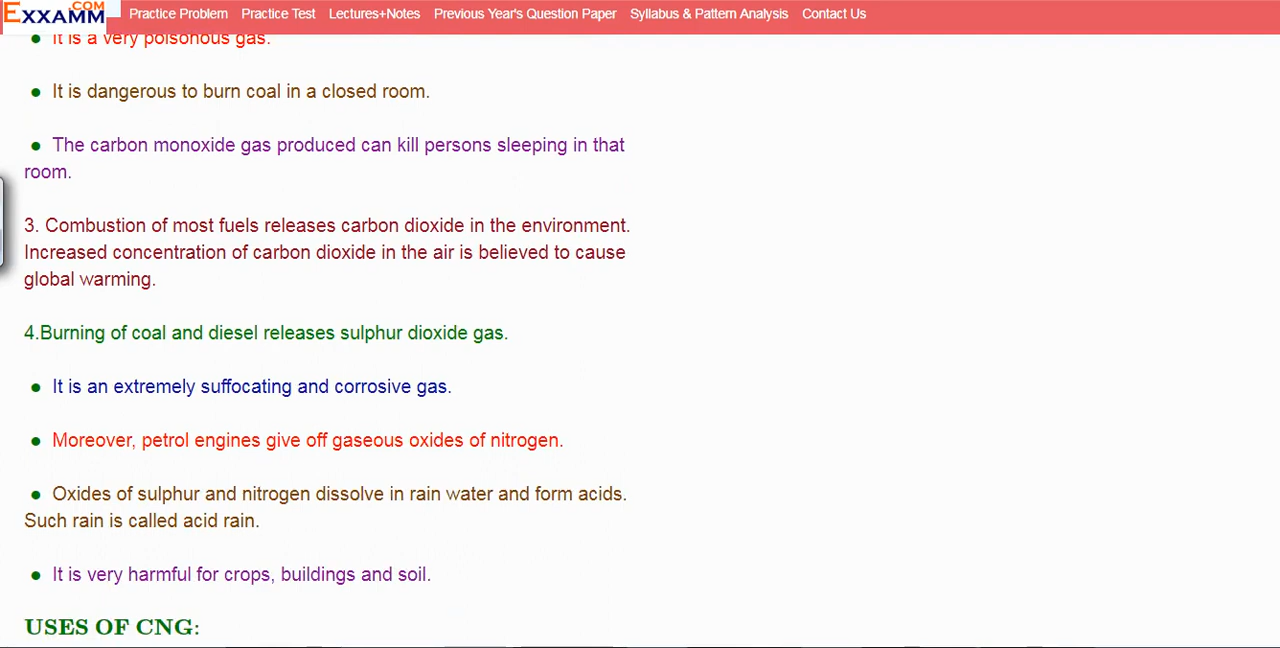 EXXAMM.COM
Practice Problem Practice Test Lectures+Notes Previous Year's Question Paper Syllabus & Pattern Analysis Contact Us
● It is a very poisonous gas.
● It is dangerous to burn coal in a closed room.
● The carbon monoxide gas produced can kill persons sleeping in that
room.
3. Combustion of most fuels releases carbon dioxide in the environment.
Increased concentration of carbon dioxide in the air is believed to cause
global warming.
4.Burning of coal and diesel releases sulphur dioxide gas.
● It is an extremely suffocating and corrosive gas.
● Moreover, petrol engines give off gaseous oxides of nitrogen.
● Oxides of sulphur and nitrogen dissolve in rain water and form acids.
Such rain is called acid rain.
● It is very harmful for crops, buildings and soil.
USES OF CNG: